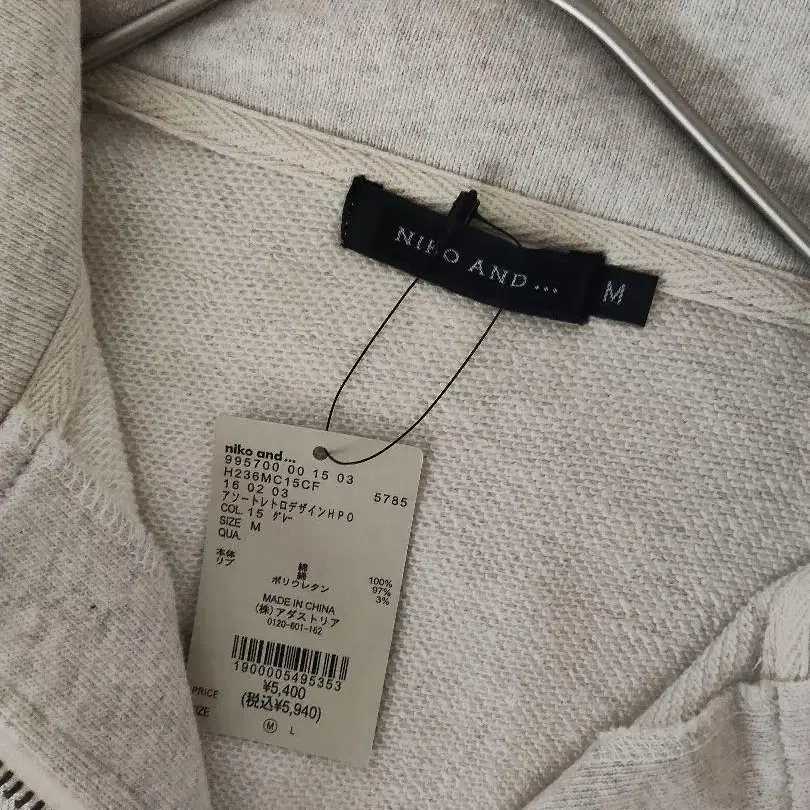 NIKO AND...
M
niko and...
995700 00 15 03
H236MC15CF
16 02 03 5785
アソートレトロデザインHPO
COL. 15 グレー
SIZE M
QUA.
本体 綿 100%
リブ 綿 97%
ポリウレタン 3%
MADE IN CHINA
(株)アダストリア
0120-601-162
1900005495353
PRICE ¥5,400
(税込¥5,940)
IZE M L